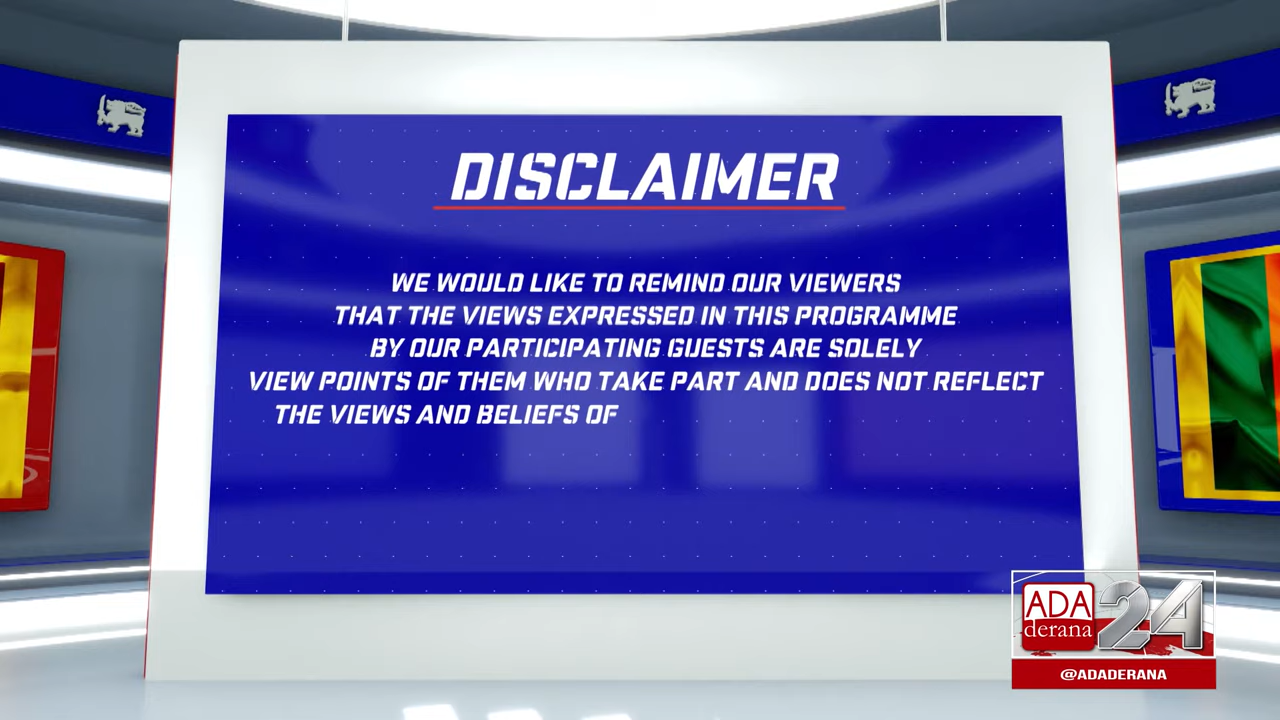 DISCLAIMER
WE WOULD LIKE TO REMIND OUR VIEWERS
THAT THE VIEWS EXPRESSED IN THIS PROGRAMME
BY OUR PARTICIPATING GUESTS ARE SOLELY
VIEW POINTS OF THEM WHO TAKE PART AND DOES NOT REFLECT
THE VIEWS AND BELIEFS OF
ADA
derana
24
@ADADERANA